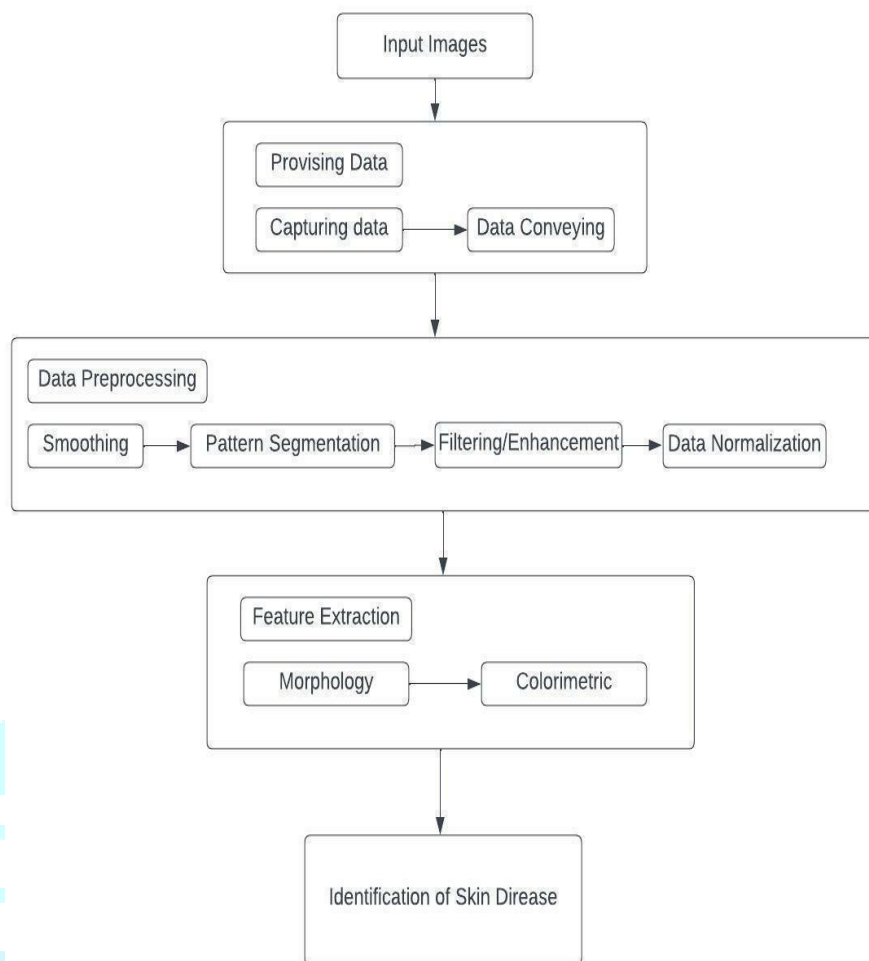 Input Images
Provising Data
Capturing data
Data Conveying
Data Preprocessing
Smoothing
Pattern Segmentation
Filtering/Enhancement
Data Normalization
Feature Extraction
Morphology
Colorimetric
Identification of Skin Direase